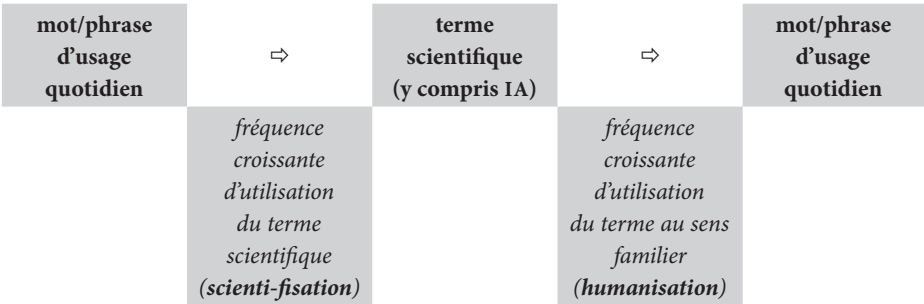 mot/phrase
d'usage
quotidien
⇨
terme
scientifique
(y compris IA)
⇨
mot/phrase
d'usage
quotidien
fréquence
croissante
d'utilisation
du terme
scientifique
(scienti-fisation)
fréquence
croissante
d'utilisation
du terme au sens
familier
(humanisation)